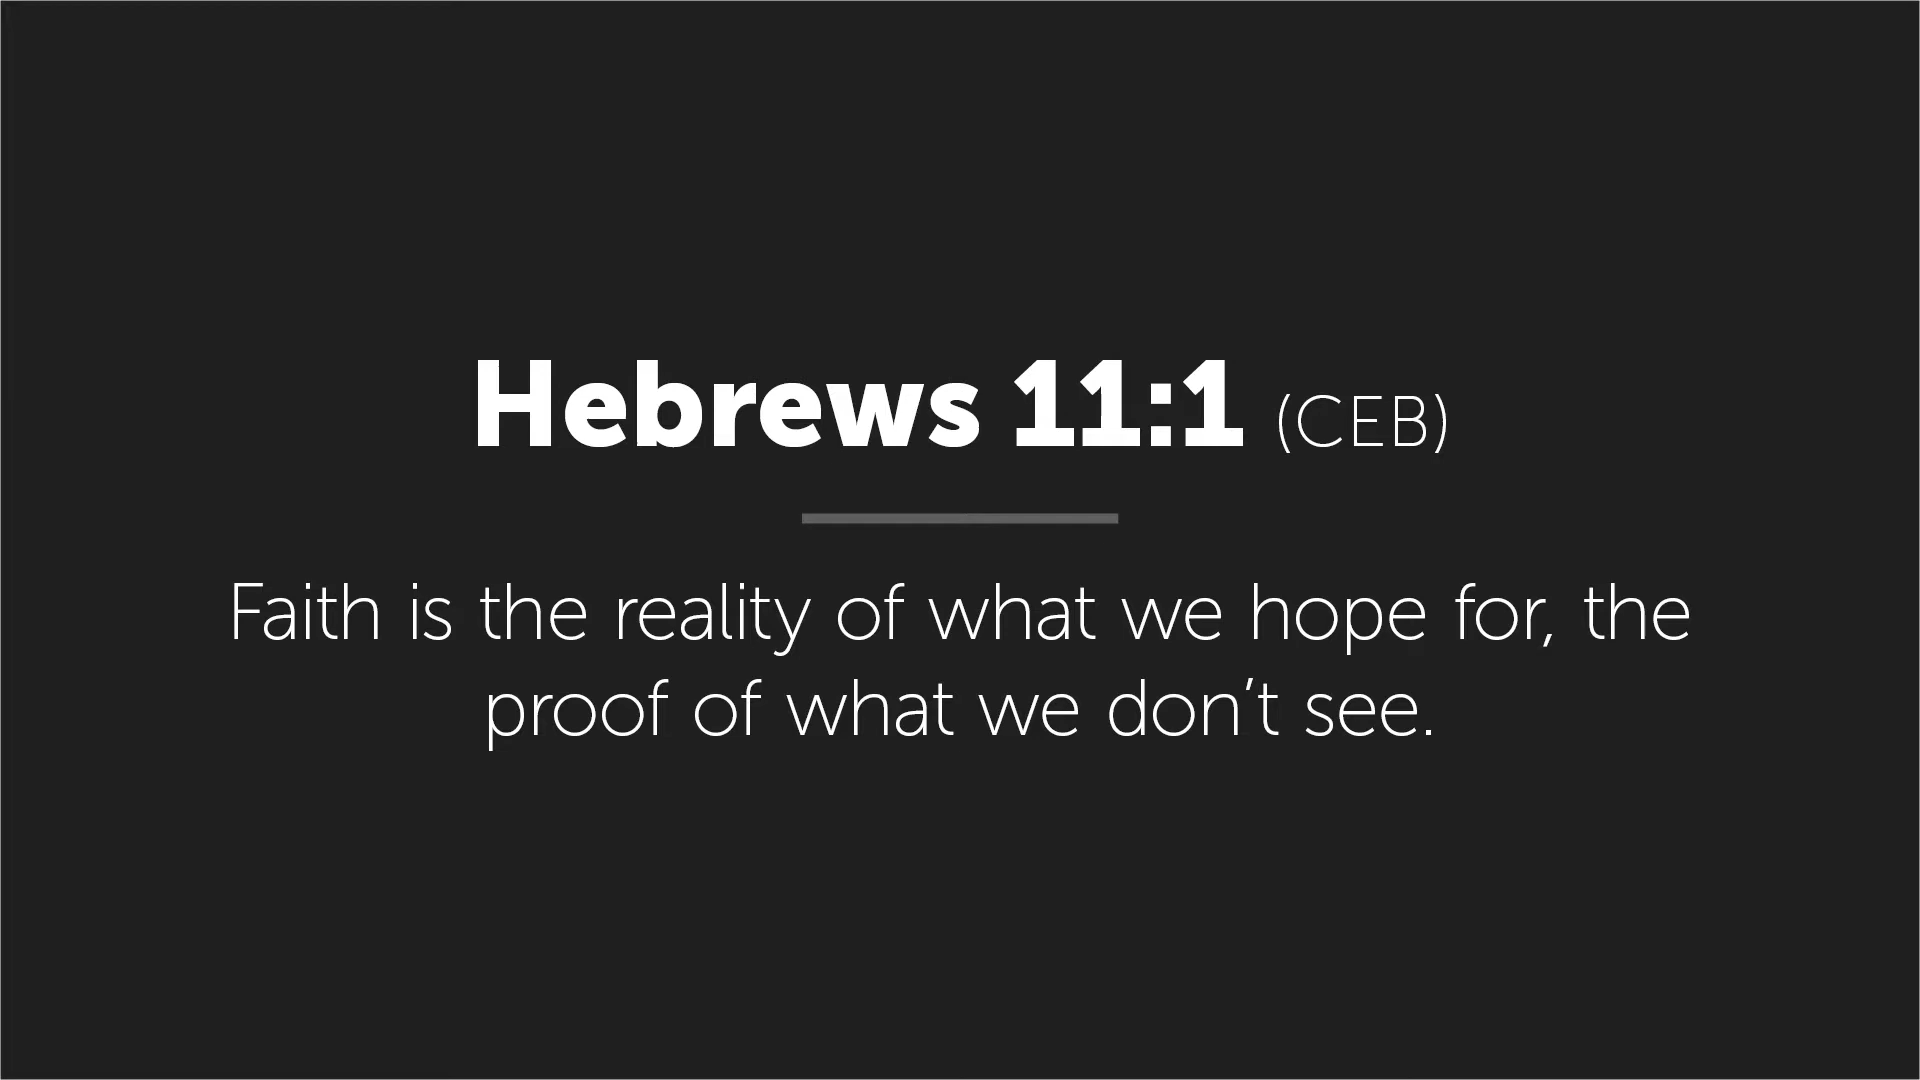 Hebrews 11:1 (CEB)
Faith is the reality of what we hope for, the
proof of what we don’t see.